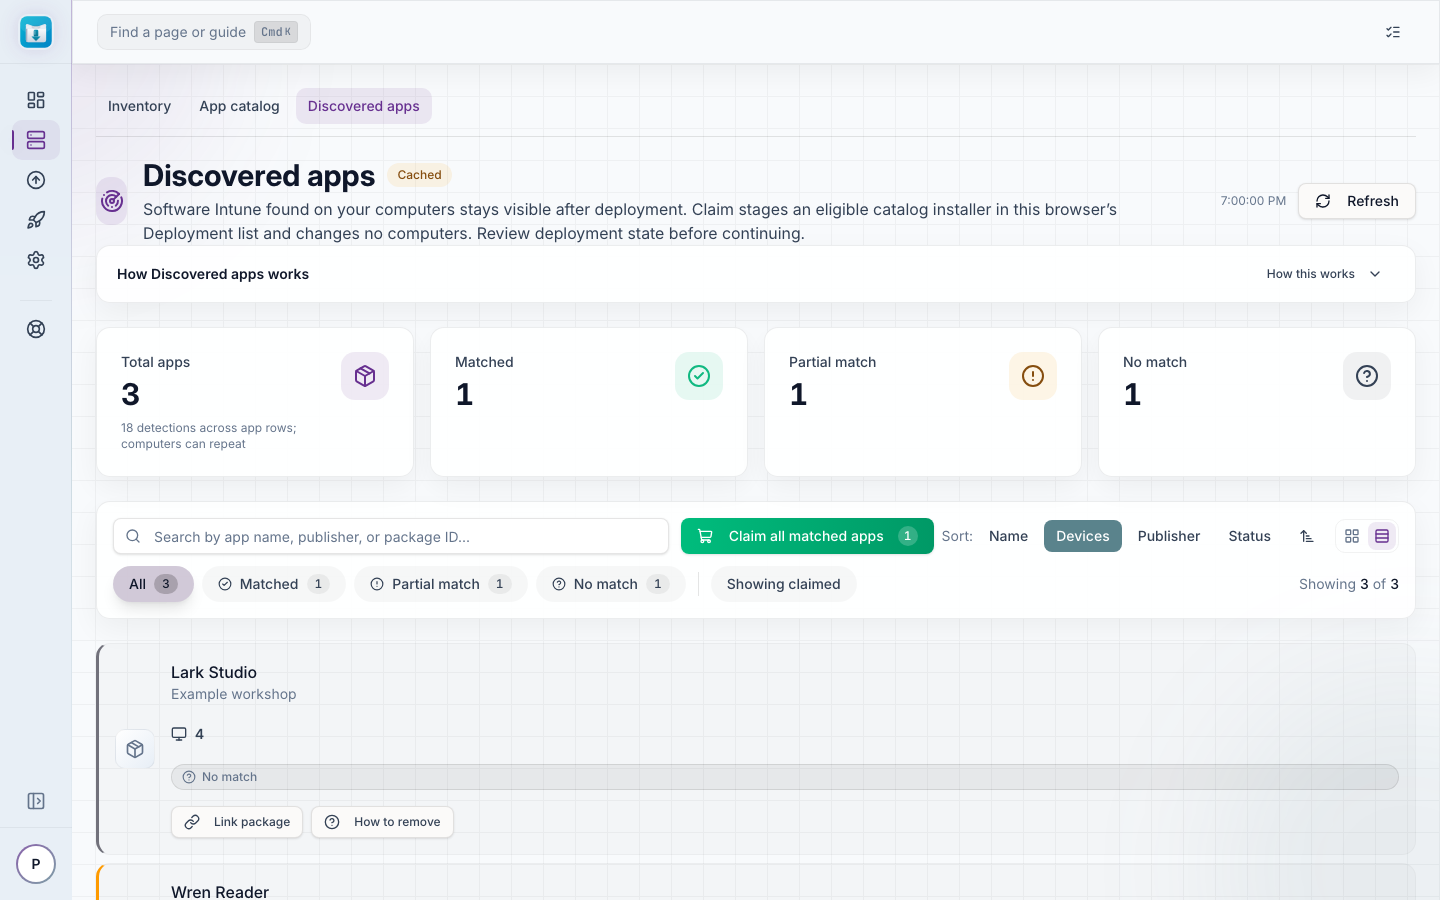 Find a page or guide Cmd K
Inventory App catalog Discovered apps
Discovered apps Cached
Software Intune found on your computers stays visible after deployment. Claim stages an eligible catalog installer in this browser’s
Deployment list and changes no computers. Review deployment state before continuing.
7:00:00 PM Refresh
How Discovered apps works How this works
Total apps
3
18 detections across app rows;
computers can repeat
Matched
1
Partial match
1
No match
1
Search by app name, publisher, or package ID... Claim all matched apps 1 Sort: Name Devices Publisher Status
All 3 Matched 1 Partial match 1 No match 1 Showing claimed Showing 3 of 3
Lark Studio
Example workshop
4
No match
Link package How to remove
Wren Reader
P